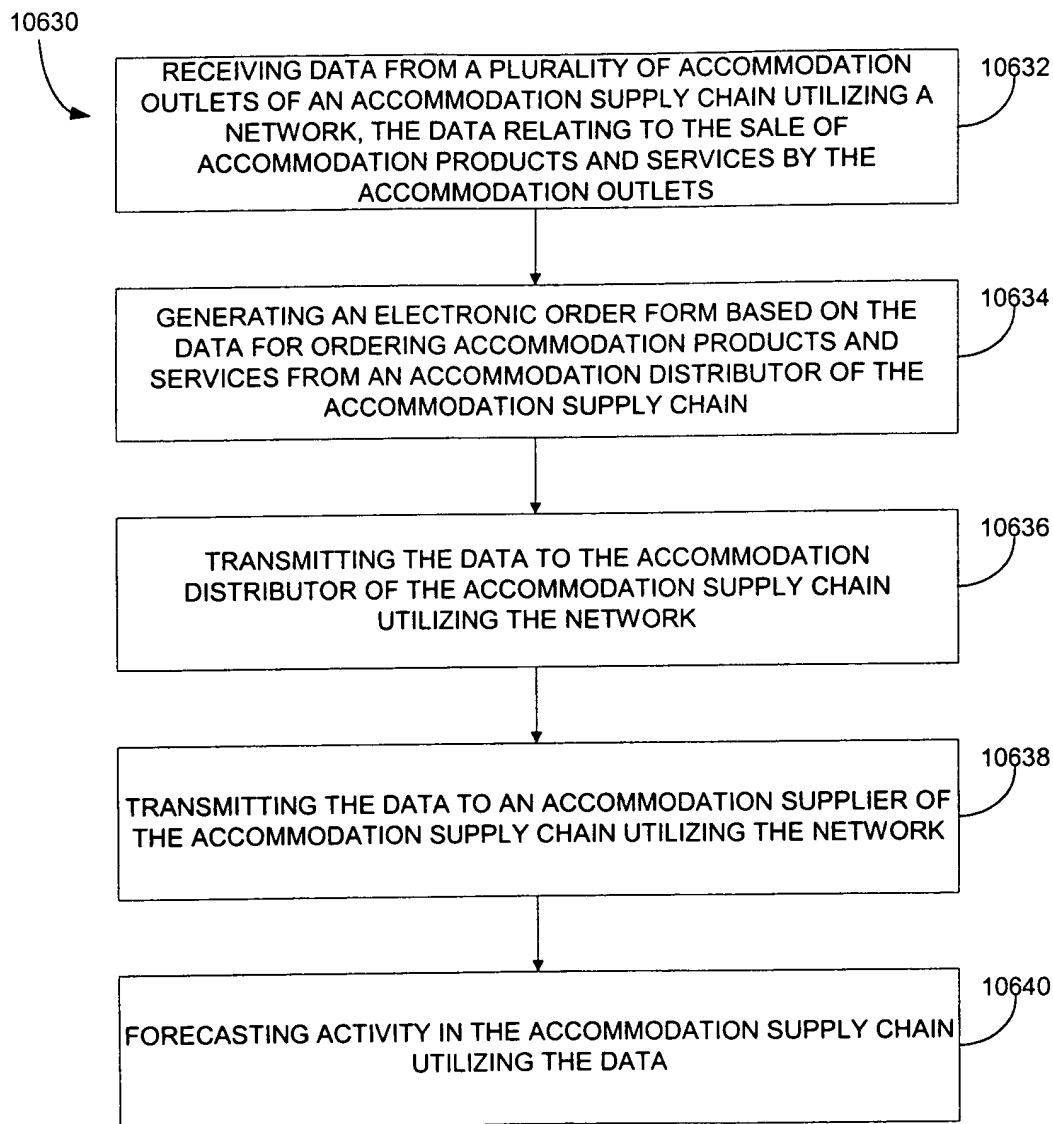 10630
RECEIVING DATA FROM A PLURALITY OF ACCOMMODATION
OUTLETS OF AN ACCOMMODATION SUPPLY CHAIN UTILIZING A
NETWORK, THE DATA RELATING TO THE SALE OF
ACCOMMODATION PRODUCTS AND SERVICES BY THE
ACCOMMODATION OUTLETS
10632
GENERATING AN ELECTRONIC ORDER FORM BASED ON THE
DATA FOR ORDERING ACCOMMODATION PRODUCTS AND
SERVICES FROM AN ACCOMMODATION DISTRIBUTOR OF THE
ACCOMMODATION SUPPLY CHAIN
10634
TRANSMITTING THE DATA TO THE ACCOMMODATION
DISTRIBUTOR OF THE ACCOMMODATION SUPPLY CHAIN
UTILIZING THE NETWORK
10636
TRANSMITTING THE DATA TO AN ACCOMMODATION SUPPLIER OF
THE ACCOMMODATION SUPPLY CHAIN UTILIZING THE NETWORK
10638
FORECASTING ACTIVITY IN THE ACCOMMODATION SUPPLY CHAIN
UTILIZING THE DATA
10640